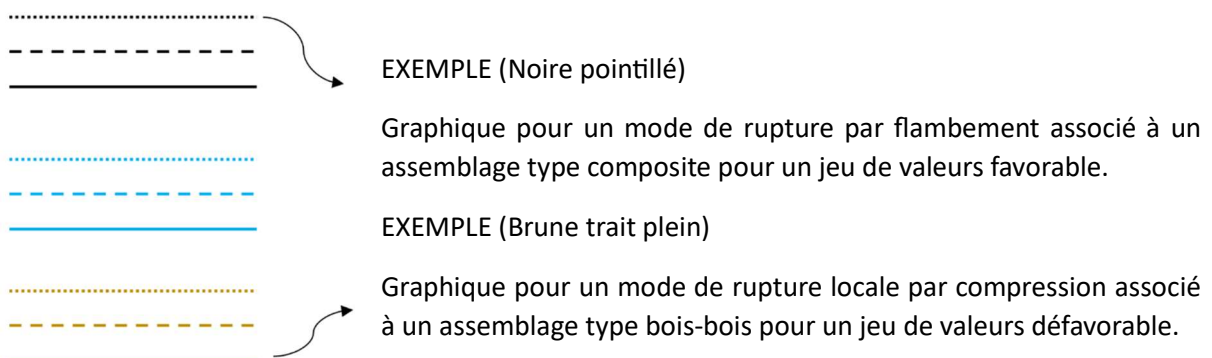 EXEMPLE (Noire pointillé)
Graphique pour un mode de rupture par flambement associé à un
assemblage type composite pour un jeu de valeurs favorable.
EXEMPLE (Brune trait plein)
Graphique pour un mode de rupture locale par compression associé
à un assemblage type bois-bois pour un jeu de valeurs défavorable.